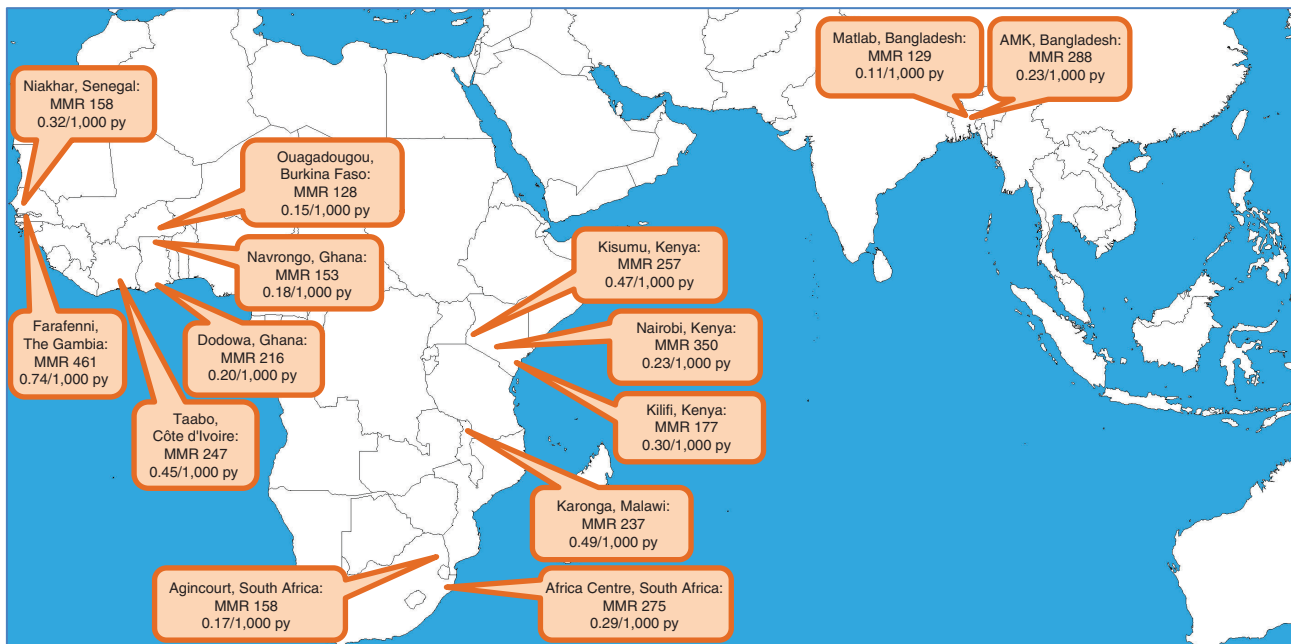 Matlab, Bangladesh:
MMR 129
0.11/1,000 py
AMK, Bangladesh:
MMR 288
0.23/1,000 py
Niakhar, Senegal:
MMR 158
0.32/1,000 py
Ouagadougou,
Burkina Faso:
MMR 128
0.15/1,000 py
Navrongo, Ghana:
MMR 153
0.18/1,000 py
Kisumu, Kenya:
MMR 257
0.47/1,000 py
Farafenni,
The Gambia:
MMR 461
0.74/1,000 py
Dodowa, Ghana:
MMR 216
0.20/1,000 py
Nairobi, Kenya:
MMR 350
0.23/1,000 py
Taabo,
Côte d'Ivoire:
MMR 247
0.45/1,000 py
Kilifi, Kenya:
MMR 177
0.30/1,000 py
Karonga, Malawi:
MMR 237
0.49/1,000 py
Agincourt, South Africa:
MMR 158
0.17/1,000 py
Africa Centre, South Africa:
MMR 275
0.29/1,000 py